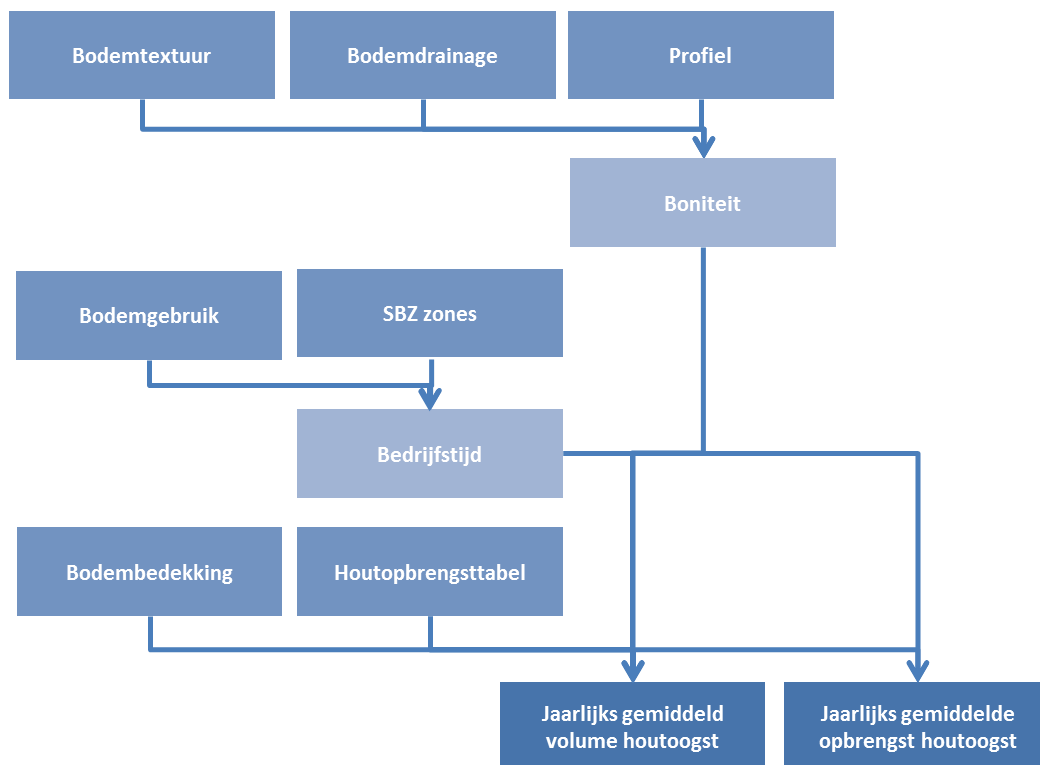 Bodemtextuur
Bodemdrainage
Profiel
Boniteit
Bodemgebruik
SBZ zones
Bedrijfstijd
Bodembedekking
Houtopbrengsttabel
Jaarlijks gemiddeld
volume houtoogst
Jaarlijks gemiddelde
opbrengst houtoogst